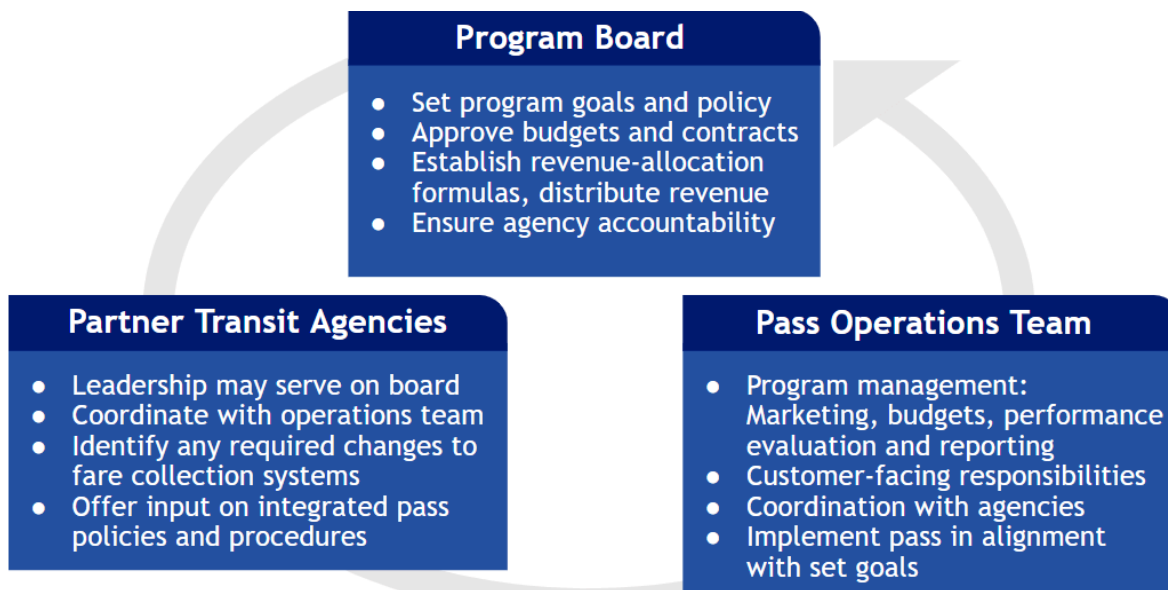 Program Board
● Set program goals and policy
● Approve budgets and contracts
● Establish revenue-allocation
formulas, distribute revenue
● Ensure agency accountability
Partner Transit Agencies
● Leadership may serve on board
● Coordinate with operations team
● Identify any required changes to
fare collection systems
● Offer input on integrated pass
policies and procedures
Pass Operations Team
● Program management:
Marketing, budgets, performance
evaluation and reporting
● Customer-facing responsibilities
● Coordination with agencies
● Implement pass in alignment
with set goals